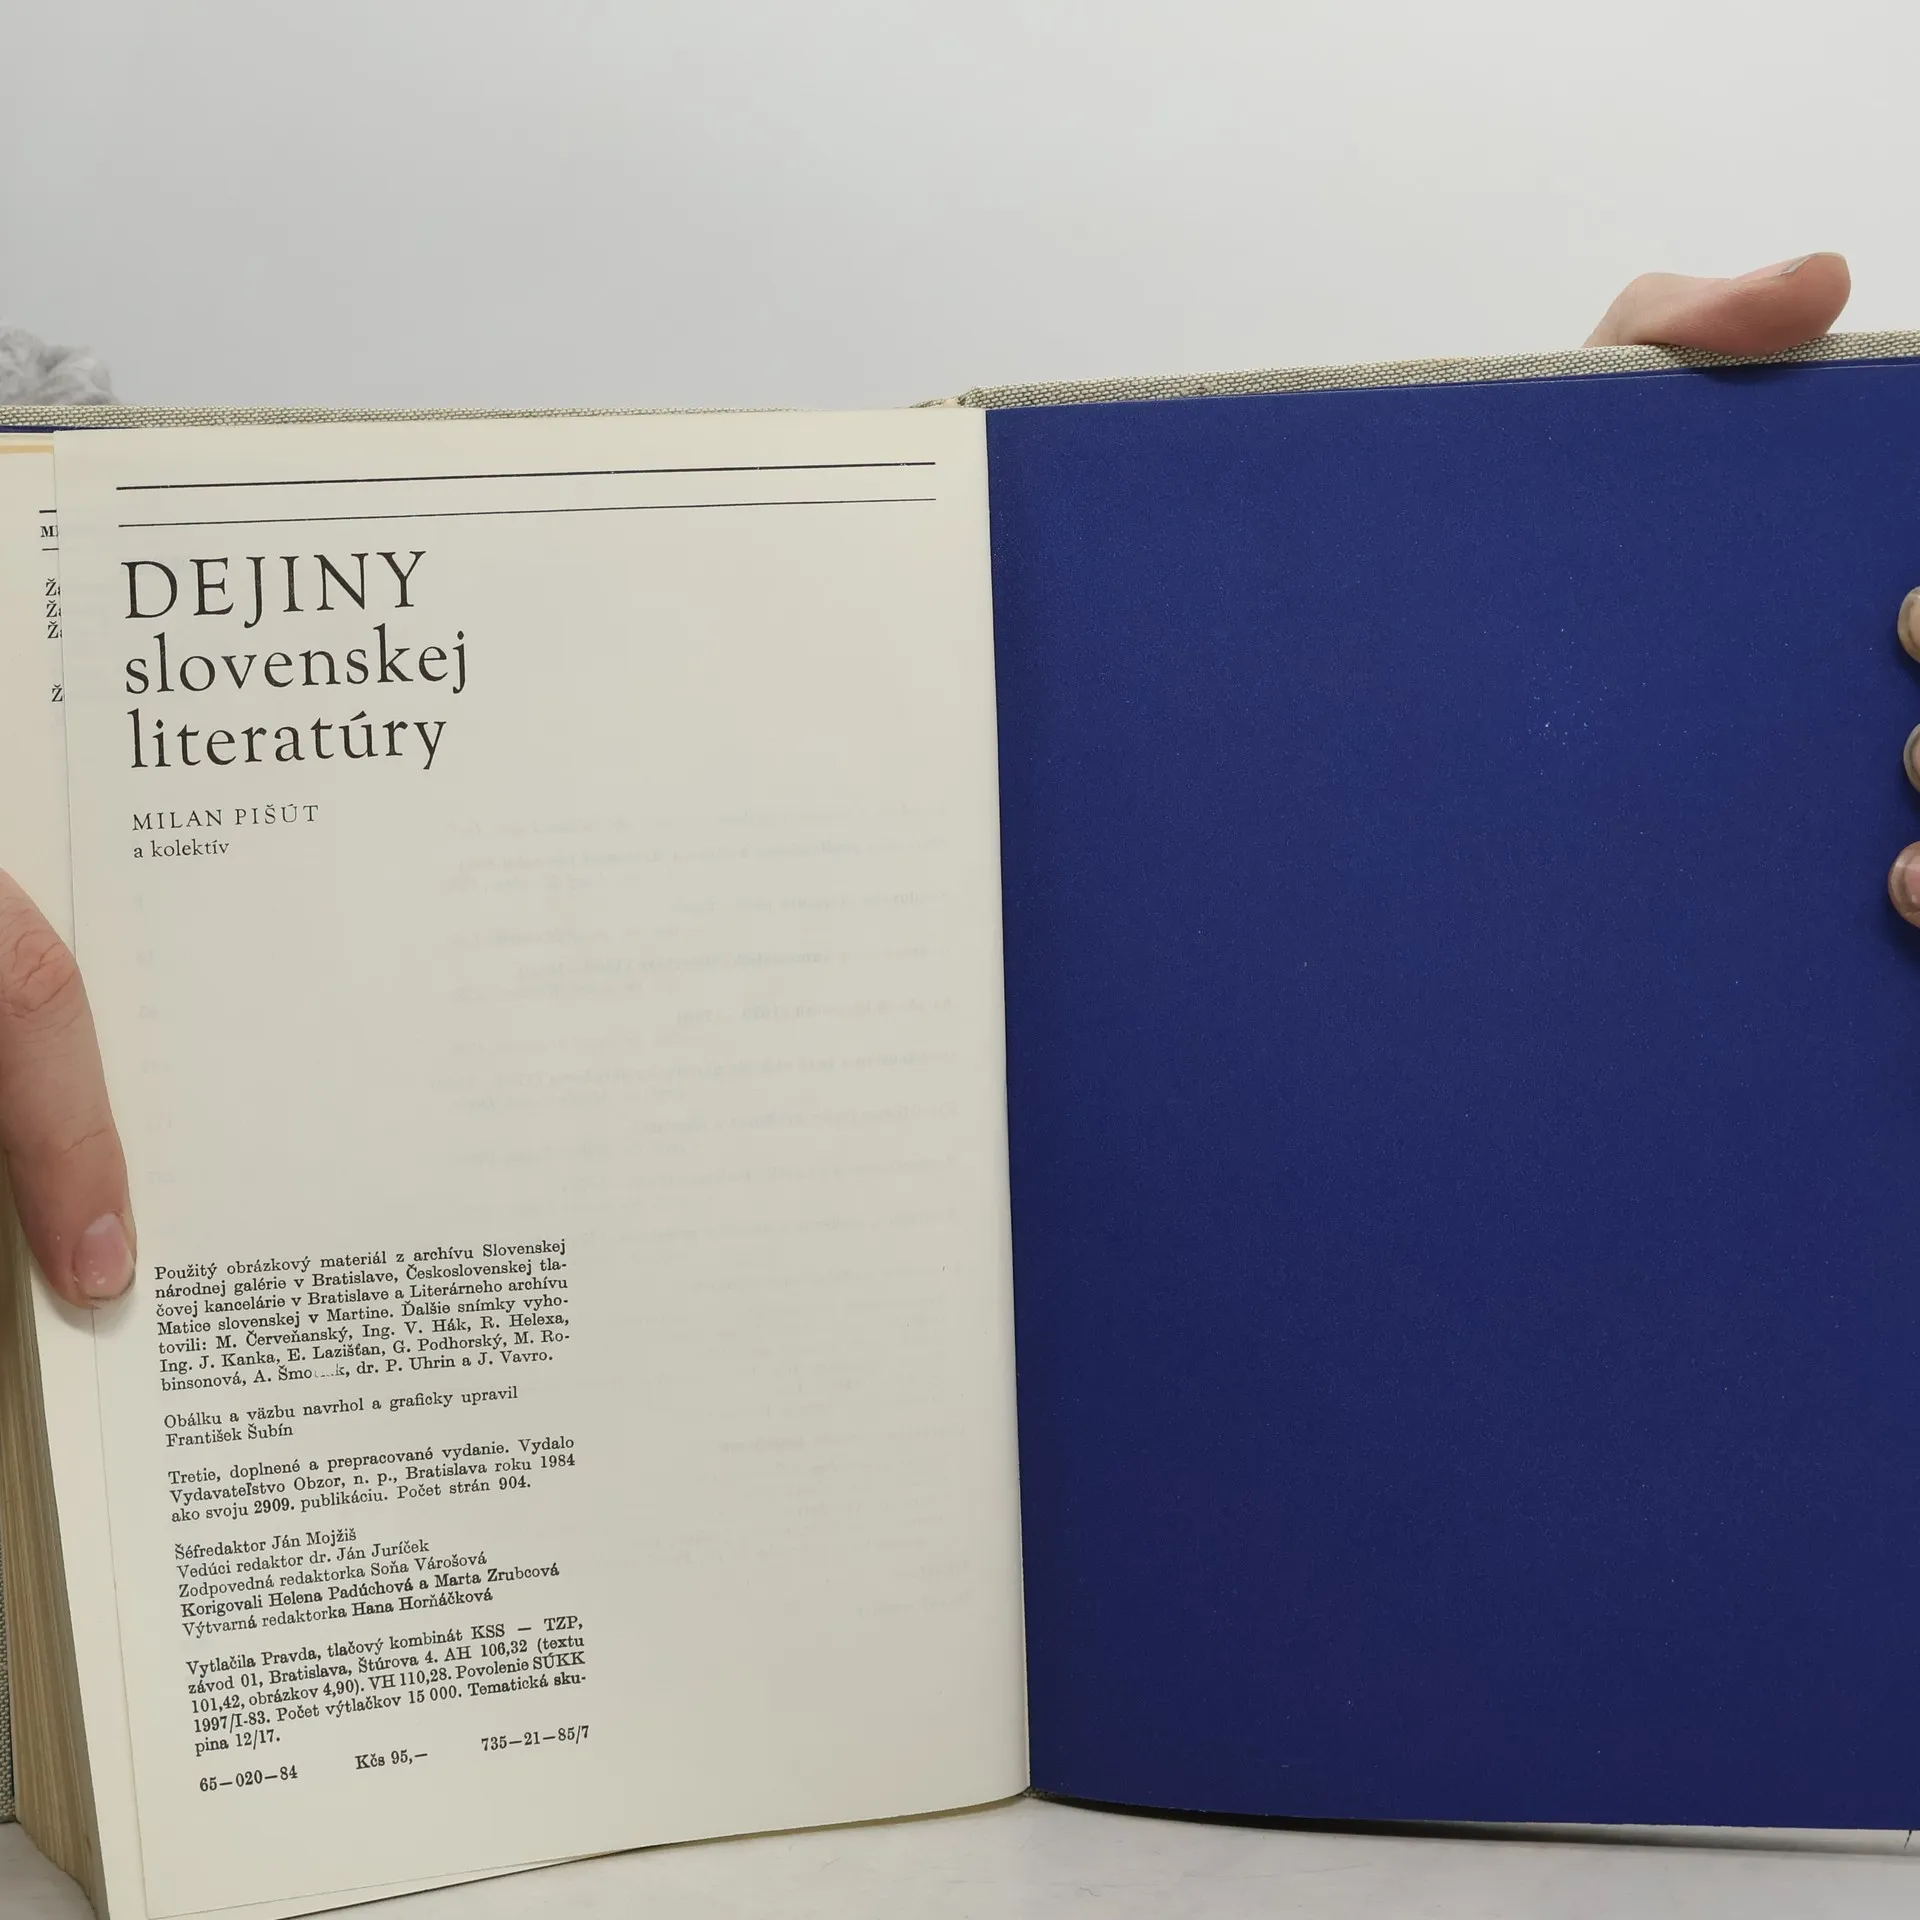 DEJINY
slovenskej
literatúry
MILAN PIŠÚT
a kolektív
Použitý obrázkový materiál z archívu Slovenskej
národnej galérie v Bratislave, Československej tla-
čovej kancelárie v Bratislave a Literárneho archívu
Matice slovenskej v Martine. Ďalšie snímky vyho-
tovili: M. Červeňanský, Ing. V. Hák, R. Helexa,
Ing. J. Kanka, E. Lazišťan, G. Podhorský, M. Ro-
binsonová, A. dr. P. Uhrin a J. Vavro.
Obálku a väzbu navrhol a graficky upravil
František Šubín
Tretie, doplnené a prepracované vydanie. Vydalo
Vydavateľstvo Obzor, n. p., Bratislava roku 1984
ako svoju 2909. publikáciu. Počet strán 904.
Šéfredaktor Ján Mojžiš
Vedúci redaktor dr. Ján Juríček
Zodpovedná redaktorka Soňa Várošová
Korigovali Helena Padúchová a Marta Zrubcová
Výtvarná redaktorka Hana Horňáčková
Vytlačila Pravda, tlačový kombinát KSS — TZP,
závod 01, Bratislava, Štúrova 4. AH 106,32 (textu
101,42, obrázkov 4,90). VH 110,28. Povolenie SÚKK
1997/I-83. Počet výtlačkov 15 000. Tematická sku-
pina 12/17.
65—020—84 Kčs 95,— 735—21—85/7